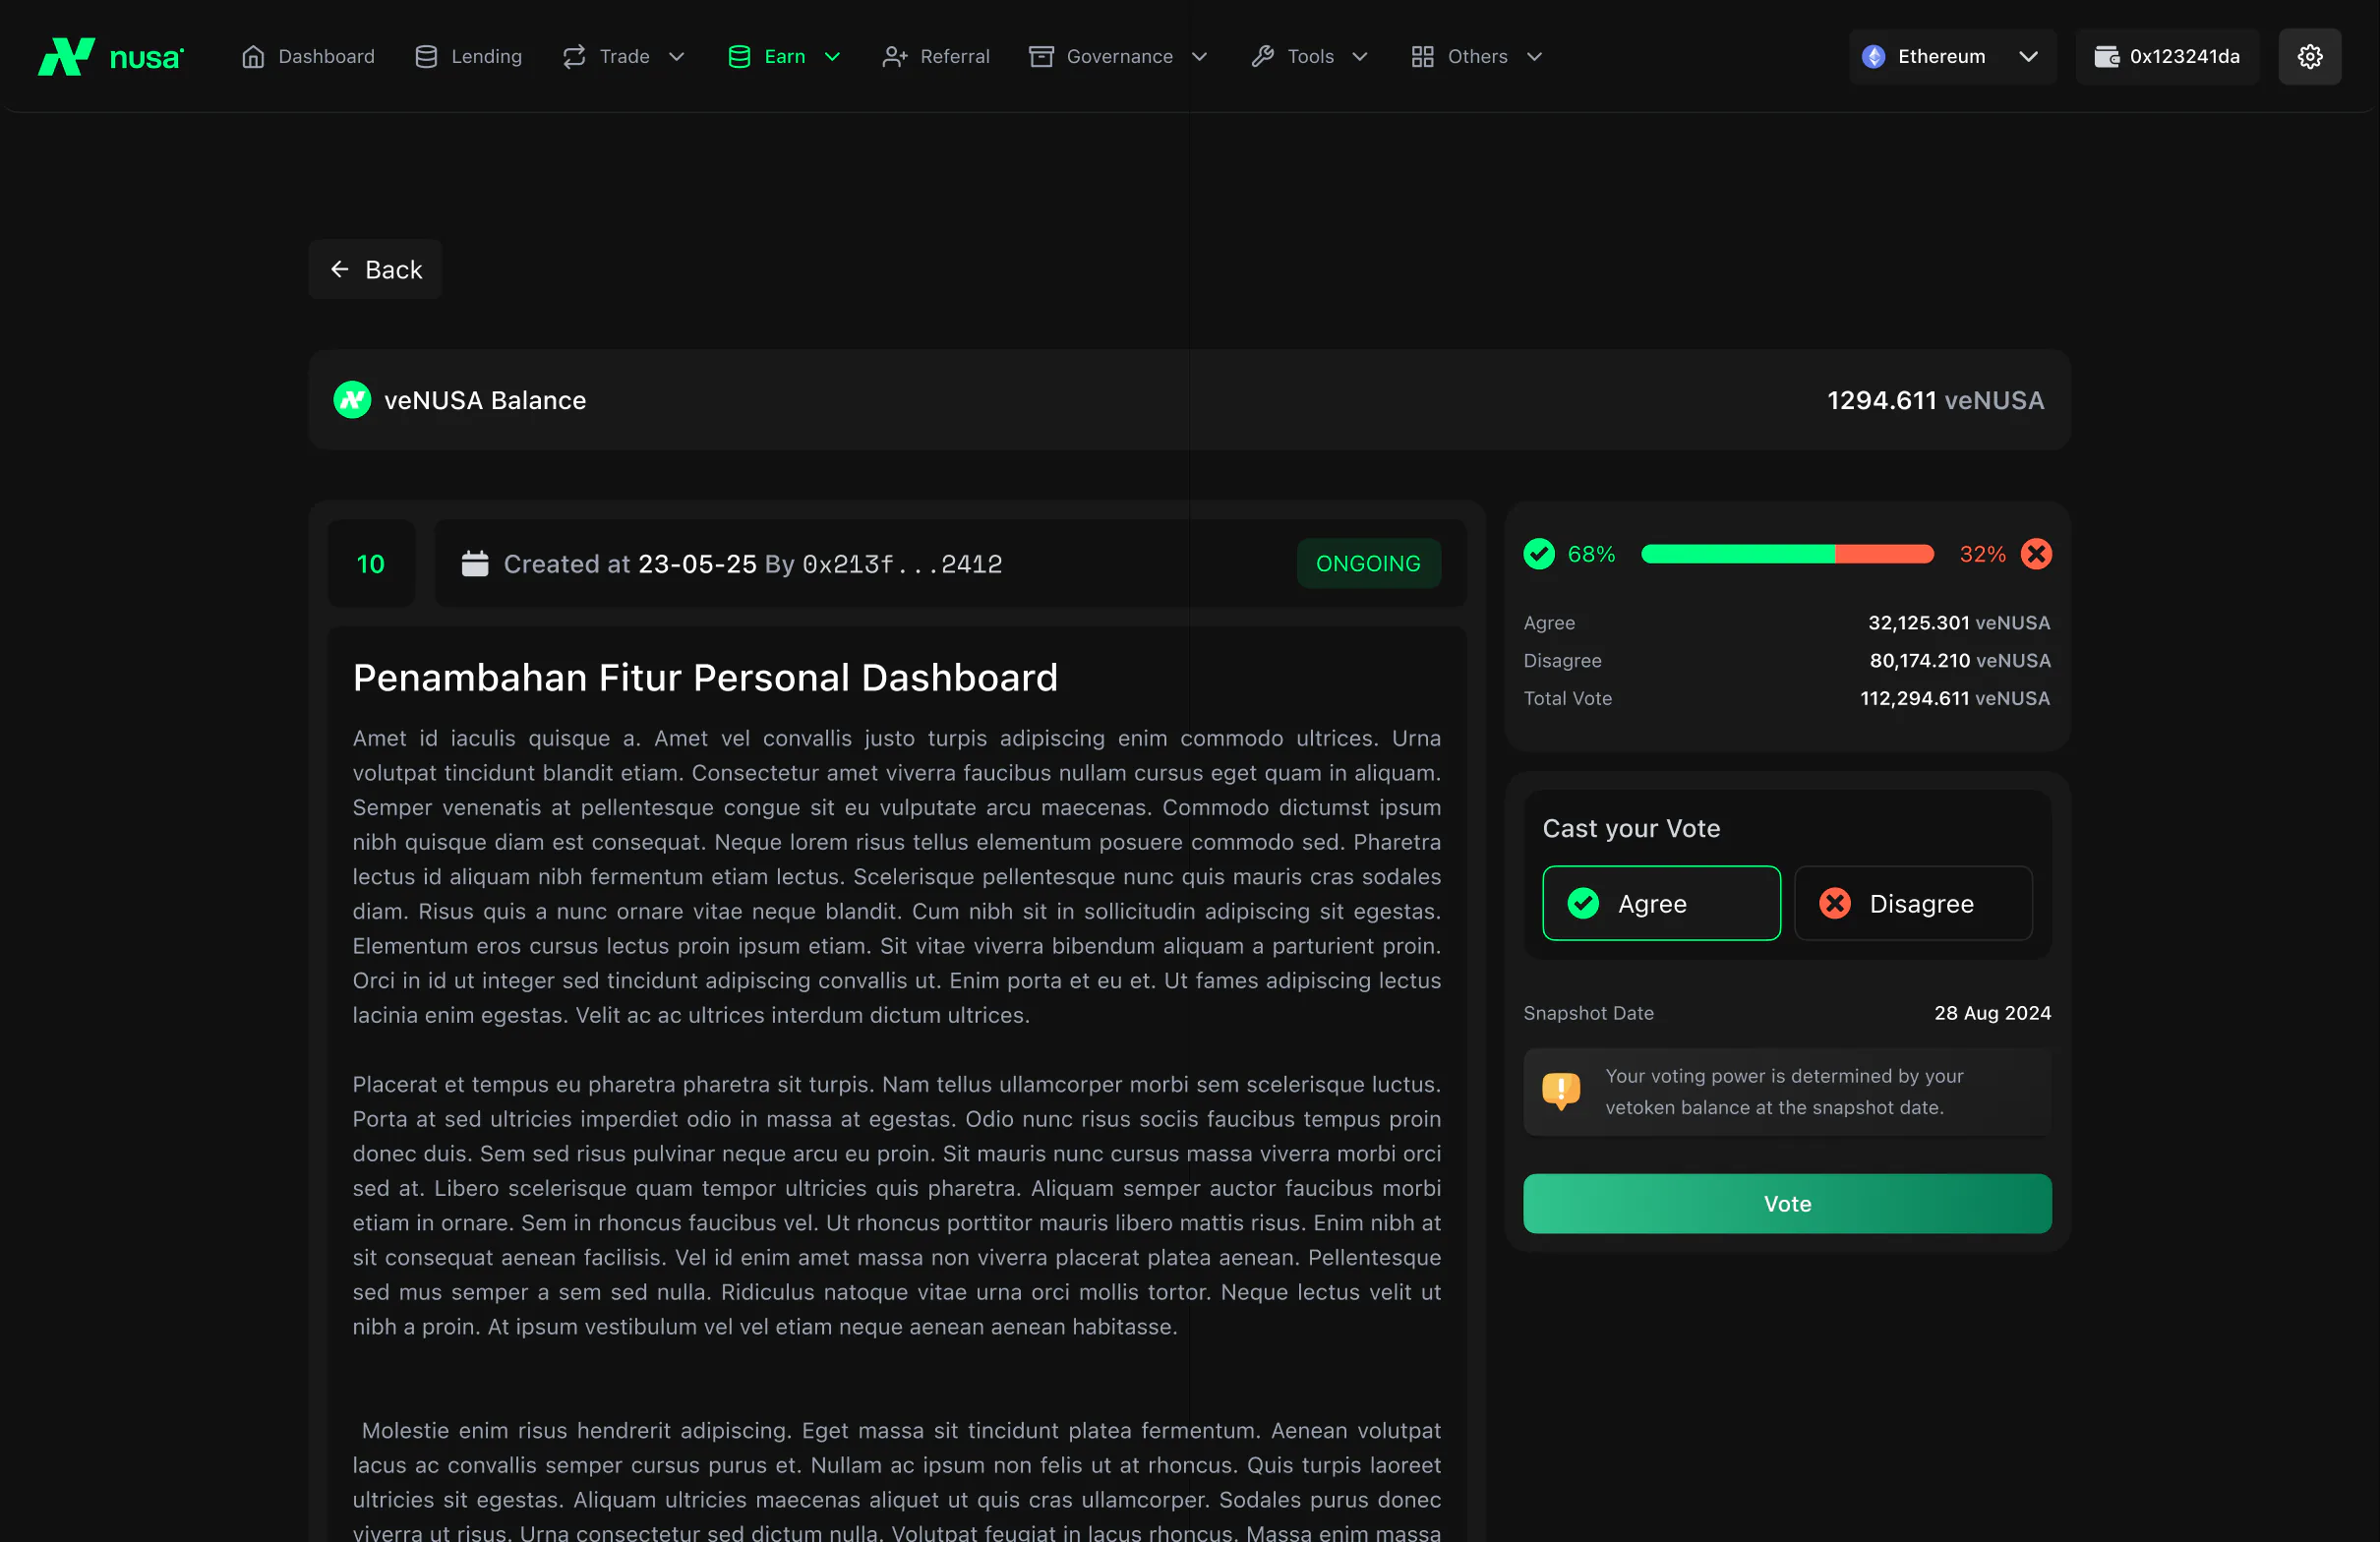 nusa
Dashboard
Lending
Trade
Earn
Referral
Governance
Tools
Others
Ethereum
0x123241da
Back
veNUSA Balance
1294.611 veNUSA
10
Created at 23-05-25 By 0x213f...2412
ONGOING
Penambahan Fitur Personal Dashboard
Amet id iaculis quisque a. Amet vel convallis justo turpis adipiscing enim commodo ultrices. Urna
volutpat tincidunt blandit etiam. Consectetur amet viverra faucibus nullam cursus eget quam in aliquam.
Semper venenatis at pellentesque congue sit eu vulputate arcu maecenas. Commodo dictumst ipsum
nibh quisque diam est consequat. Neque lorem risus tellus elementum posuere commodo sed. Pharetra
lectus id aliquam nibh fermentum etiam lectus. Scelerisque pellentesque nunc quis mauris cras sodales
diam. Risus quis a nunc ornare vitae neque blandit. Cum nibh sit in sollicitudin adipiscing sit egestas.
Elementum eros cursus lectus proin ipsum etiam. Sit vitae viverra bibendum aliquam a parturient proin.
Orci in id ut integer sed tincidunt adipiscing convallis ut. Enim porta et eu et. Ut fames adipiscing lectus
lacinia enim egestas. Velit ac ac ultrices interdum dictum ultrices.
Placerat et tempus eu pharetra pharetra sit turpis. Nam tellus ullamcorper morbi sem scelerisque luctus.
Porta at sed ultricies imperdiet odio in massa at egestas. Odio nunc risus sociis faucibus tempus proin
donec duis. Sem sed risus pulvinar neque arcu eu proin. Sit mauris nunc cursus massa viverra morbi orci
sed at. Libero scelerisque quam tempor ultricies quis pharetra. Aliquam semper auctor faucibus morbi
etiam in ornare. Sem in rhoncus faucibus vel. Ut rhoncus porttitor mauris libero mattis risus. Enim nibh at
sit consequat aenean facilisis. Vel id enim amet massa non viverra placerat platea aenean. Pellentesque
sed mus semper a sem sed nulla. Ridiculus natoque vitae urna orci mollis tortor. Neque lectus velit ut
nibh a proin. At ipsum vestibulum vel vel etiam neque aenean aenean habitasse.
Molestie enim risus hendrerit adipiscing. Eget massa sit tincidunt platea fermentum. Aenean volutpat
lacus ac convallis semper cursus purus et. Nullam ac ipsum non felis ut at rhoncus. Quis turpis laoreet
ultricies sit egestas. Aliquam ultricies maecenas aliquet ut quis cras ullamcorper. Sodales purus donec
viverra ut risus. Urna consectetur sed dictum nulla. Volutpat feugiat in lacus rhoncus. Massa enim massa
68%
32%
Agree 32,125.301 veNUSA
Disagree 80,174.210 veNUSA
Total Vote 112,294.611 veNUSA
Cast your Vote
Agree
Disagree
Snapshot Date 28 Aug 2024
Your voting power is determined by your
vetoken balance at the snapshot date.
Vote